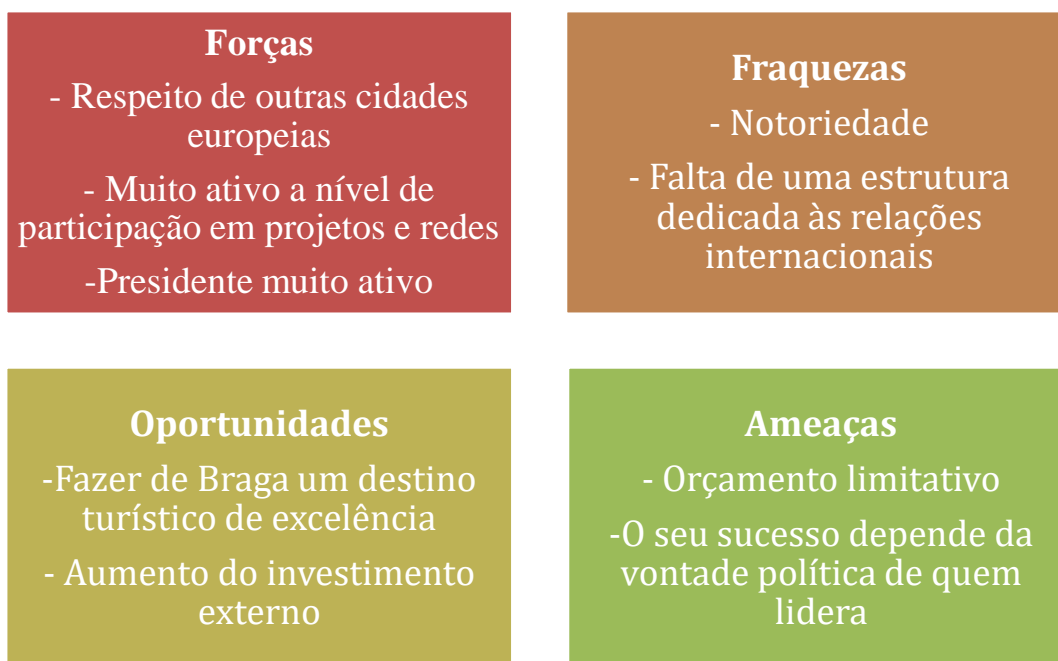 Forças
- Respeito de outras cidades
europeias
- Muito ativo a nível de
participação em projetos e redes
-Presidente muito ativo
Fraquezas
- Notoriedade
- Falta de uma estrutura
dedicada às relações
internacionais
Oportunidades
-Fazer de Braga um destino
turístico de excelência
- Aumento do investimento
externo
Ameaças
- Orçamento limitativo
-O seu sucesso depende da
vontade política de quem
lidera